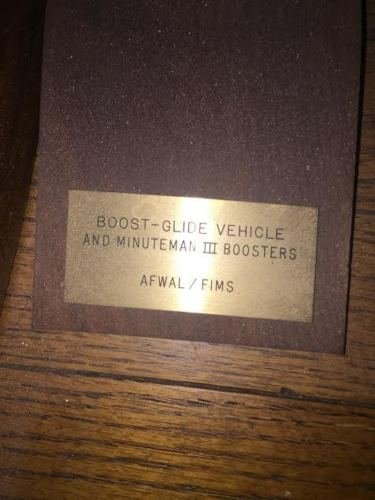 BOOST-GLIDE VEHICLE
AND MINUTEMAN III BOOSTERS
AFWAL/FIMS